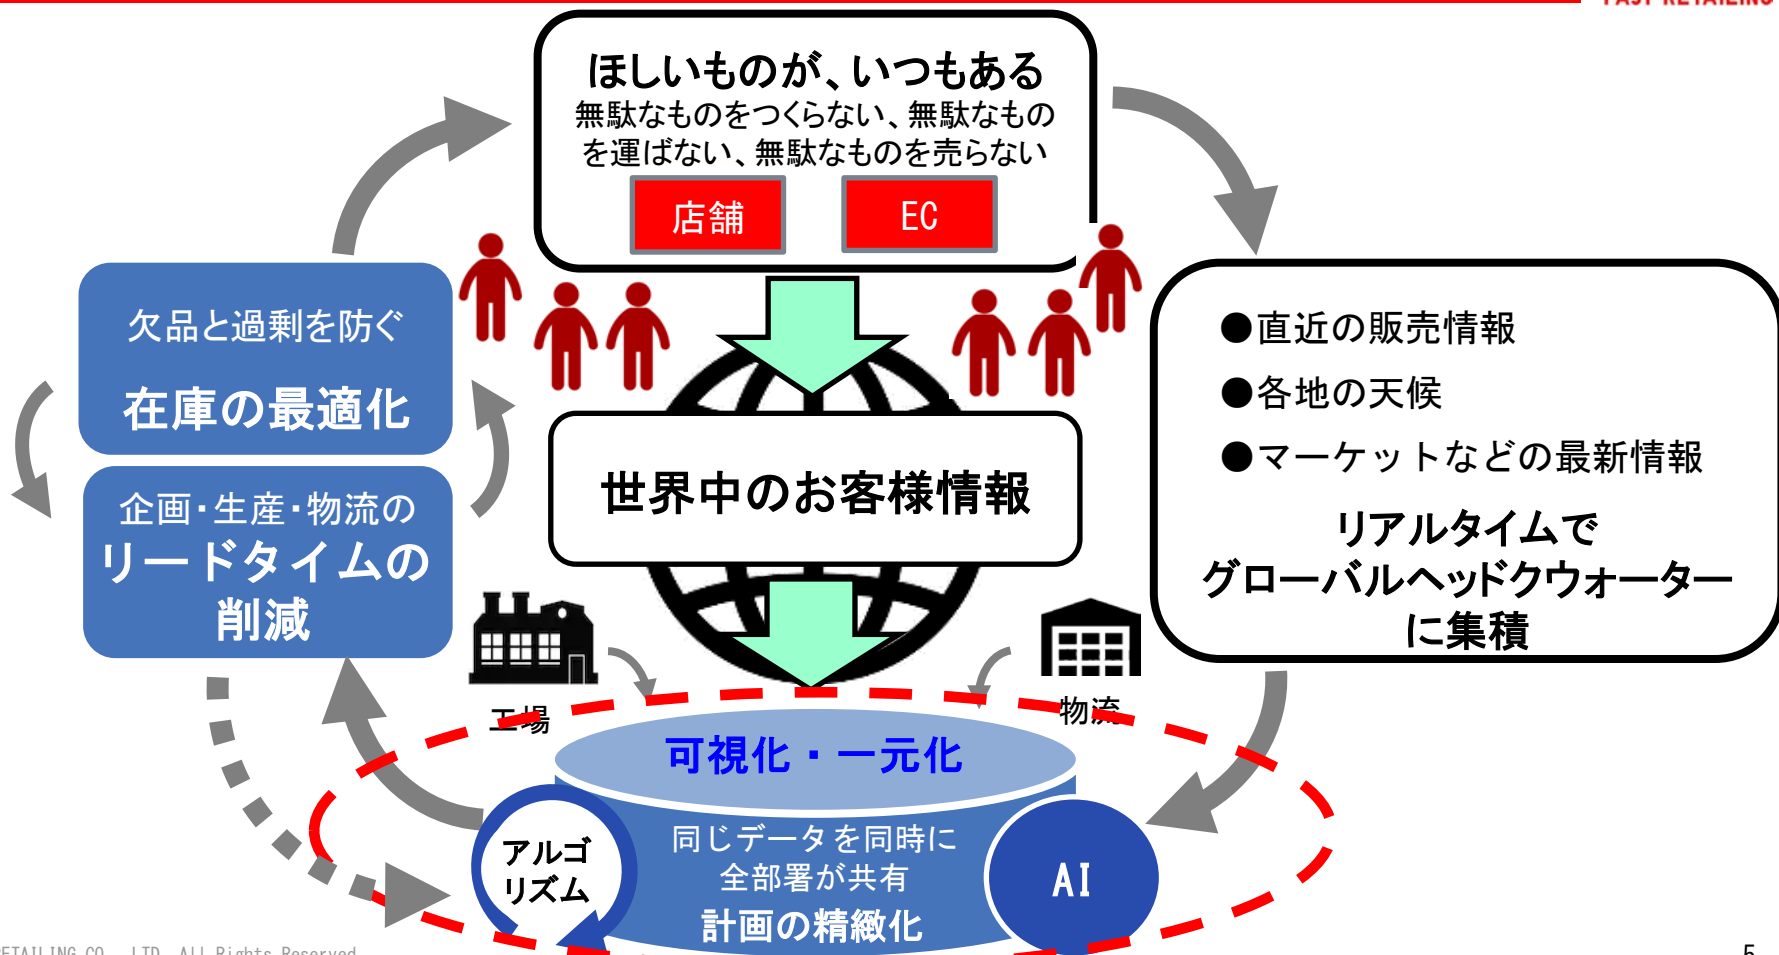 FAST RETAILING
ほしいものが、いつもある
無駄なものをつくらない、無駄なもの
を運ばない、無駄なものを売らない
店舗
EC
欠品と過剰を防ぐ
在庫の最適化
企画・生産・物流の
リードタイムの
削減
世界中のお客様情報
●直近の販売情報
●各地の天候
●マーケットなどの最新情報
リアルタイムで
グローバルヘッドクウォーター
に集積
工場
物流
可視化・一元化
同じデータを同時に
全部署が共有
計画の精緻化
アルゴ
リズム
AI
RETAILING CO., LTD. All Rights Reserved.
5